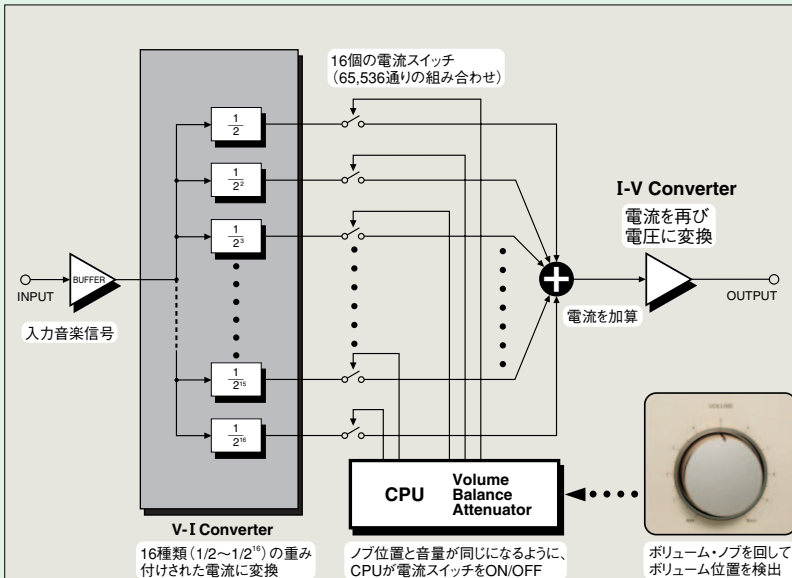 16個の電流スイッチ
（65,536通りの組み合わせ）
1/2
1/2²
1/2³
1/2¹⁵
1/2¹⁶
INPUT
BUFFER
入力音楽信号
V-I Converter
16種類（1/2〜1/2¹⁶）の重み
付けされた電流に変換
I-V Converter
電流を再び
電圧に変換
電流を加算
OUTPUT
CPU
Volume
Balance
Attenuator
ノブ位置と音量が同じになるように、
CPUが電流スイッチをON/OFF
VOLUME
ボリューム・ノブを回して
ボリューム位置を検出